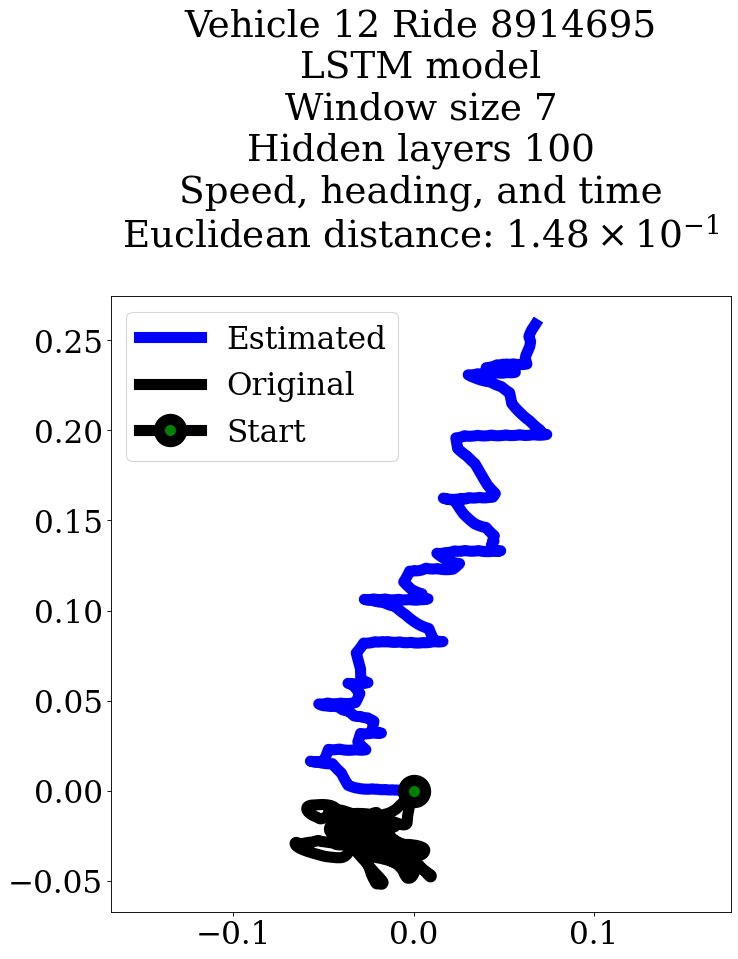 Vehicle 12 Ride 8914695
LSTM model
Window size 7
Hidden layers 100
Speed, heading, and time
Euclidean distance: 1.48 × 10⁻¹
Estimated
Original
Start
0.25
0.20
0.15
0.10
0.05
0.00
−0.05
−0.1
0.0
0.1